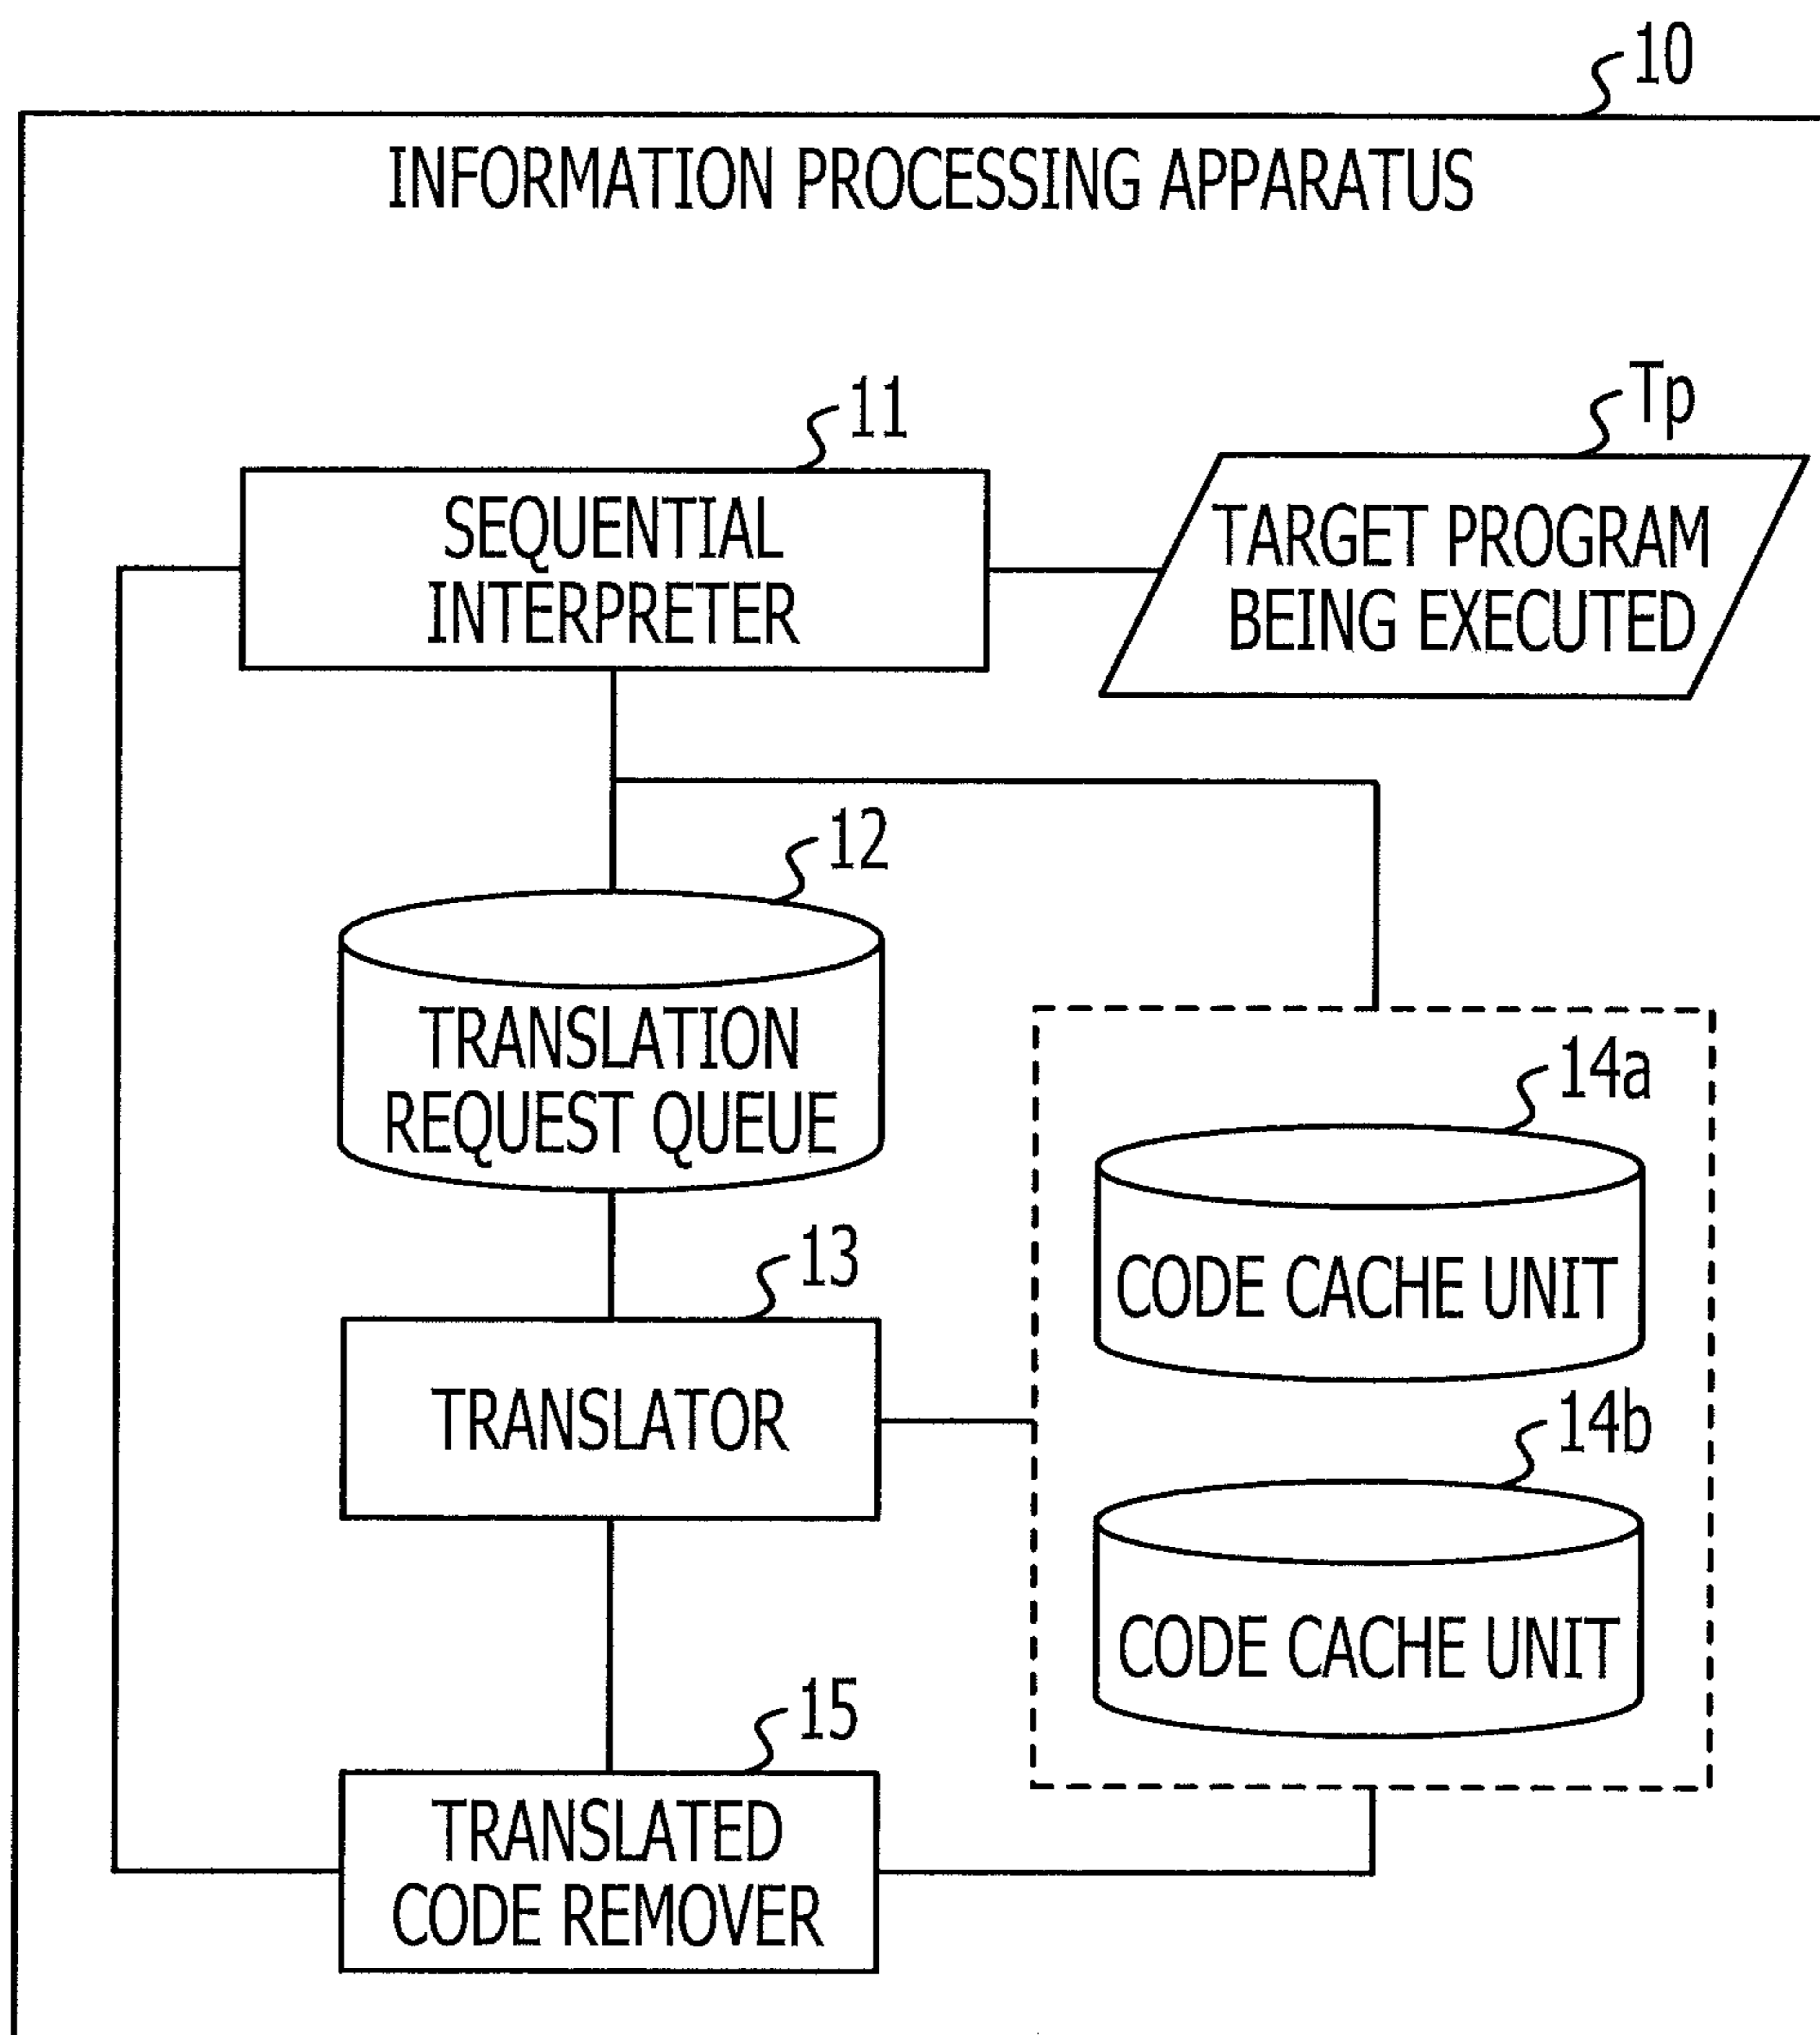 10
INFORMATION PROCESSING APPARATUS
11
Tp
SEQUENTIAL
INTERPRETER
TARGET PROGRAM
BEING EXECUTED
12
TRANSLATION
REQUEST QUEUE
14a
CODE CACHE UNIT
13
TRANSLATOR
14b
CODE CACHE UNIT
15
TRANSLATED
CODE REMOVER